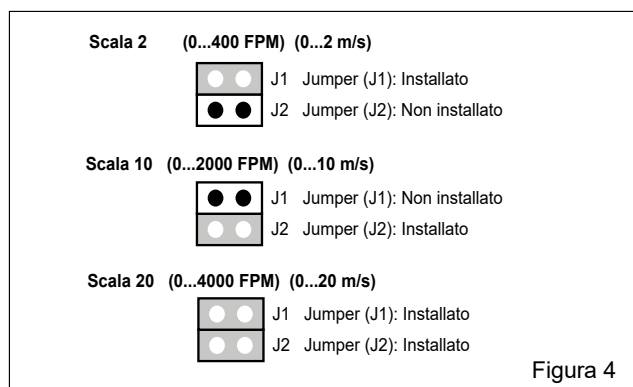 Scala 2 (0...400 FPM) (0...2 m/s)
J1 Jumper (J1): Installato
J2 Jumper (J2): Non installato
Scala 10 (0...2000 FPM) (0...10 m/s)
J1 Jumper (J1): Non installato
J2 Jumper (J2): Installato
Scala 20 (0...4000 FPM) (0...20 m/s)
J1 Jumper (J1): Installato
J2 Jumper (J2): Installato
Figura 4